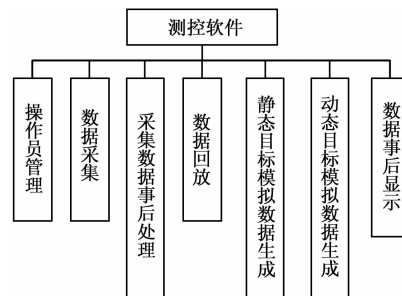 测控软件
操作员管理
数据采集
采集数据事后处理
数据回放
静态目标模拟数据生成
动态目标模拟数据生成
数据事后显示